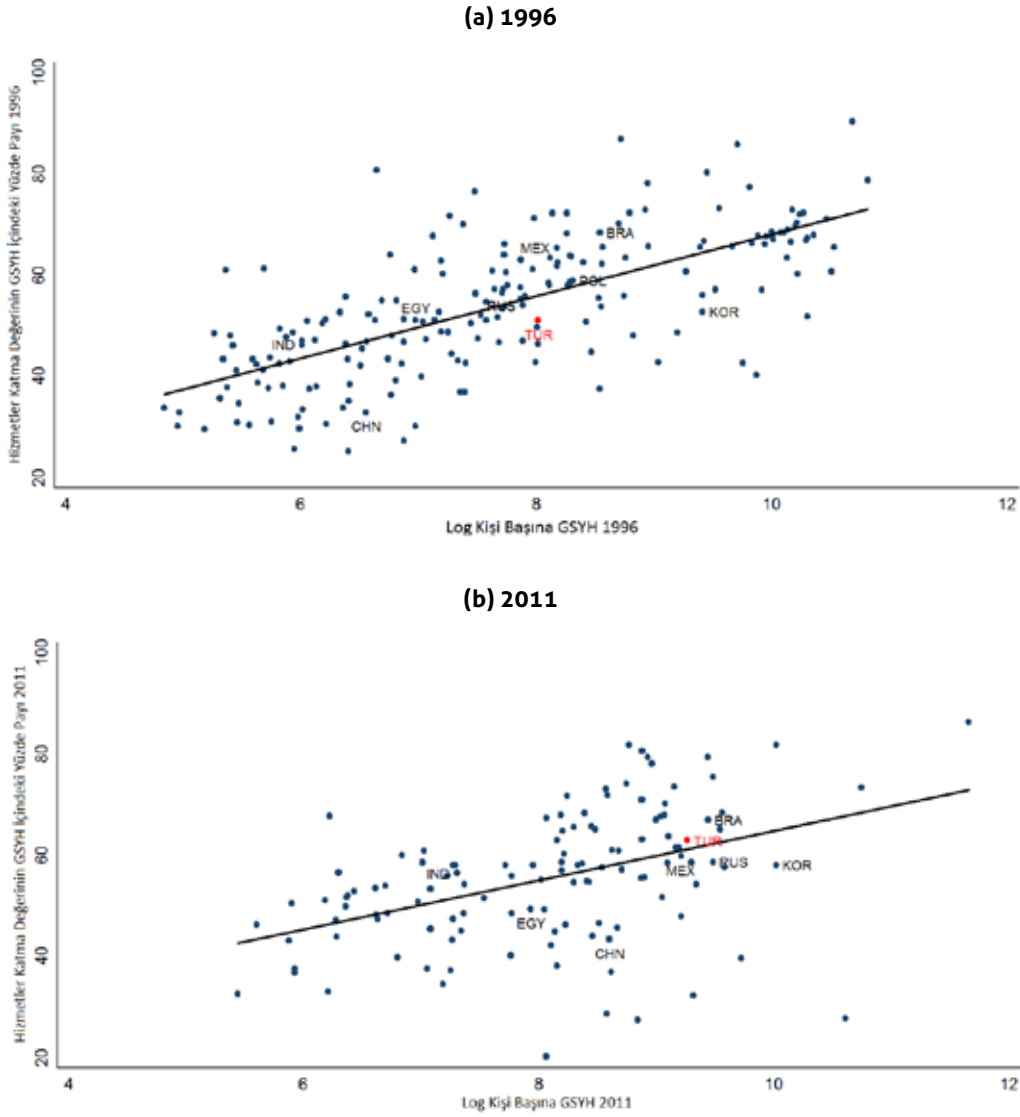 (a) 1996
Hizmetler Katma Değerinin GSYH İçindeki Yüzde Payı 1996
100
80
60
40
20
BRA
MEX
POL
EGY
RUS
KOR
TUR
IND
CHN
4 6 8 10 12
Log Kişi Başına GSYH 1996
(b) 2011
Hizmetler Katma Değerinin GSYH İçindeki Yüzde Payı 2011
100
80
60
40
20
BRA
TUR
IND
MEX
RUS
KOR
EGY
CHN
4 6 8 10 12
Log Kişi Başına GSYH 2011